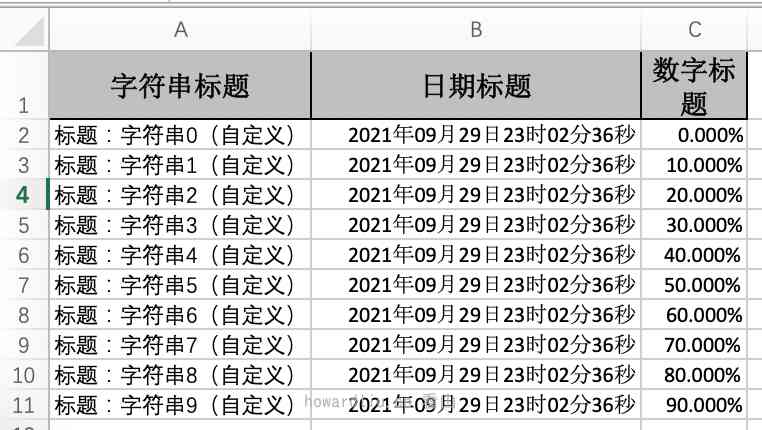 A B C
1 字符串标题 日期标题 数字标题
2 标题：字符串0（自定义） 2021年09月29日23时02分36秒 0.000%
3 标题：字符串1（自定义） 2021年09月29日23时02分36秒 10.000%
4 标题：字符串2（自定义） 2021年09月29日23时02分36秒 20.000%
5 标题：字符串3（自定义） 2021年09月29日23时02分36秒 30.000%
6 标题：字符串4（自定义） 2021年09月29日23时02分36秒 40.000%
7 标题：字符串5（自定义） 2021年09月29日23时02分36秒 50.000%
8 标题：字符串6（自定义） 2021年09月29日23时02分36秒 60.000%
9 标题：字符串7（自定义） 2021年09月29日23时02分36秒 70.000%
10 标题：字符串8（自定义） 2021年09月29日23时02分36秒 80.000%
11 标题：字符串9（自定义） 2021年09月29日23时02分36秒 90.000%